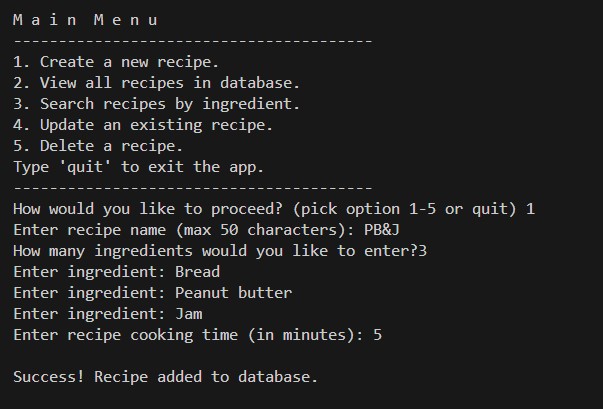 M a i n  M e n u
----------------------------------------
1. Create a new recipe.
2. View all recipes in database.
3. Search recipes by ingredient.
4. Update an existing recipe.
5. Delete a recipe.
Type 'quit' to exit the app.
----------------------------------------
How would you like to proceed? (pick option 1-5 or quit) 1
Enter recipe name (max 50 characters): PB&J
How many ingredients would you like to enter?3
Enter ingredient: Bread
Enter ingredient: Peanut butter
Enter ingredient: Jam
Enter recipe cooking time (in minutes): 5
Success! Recipe added to database.